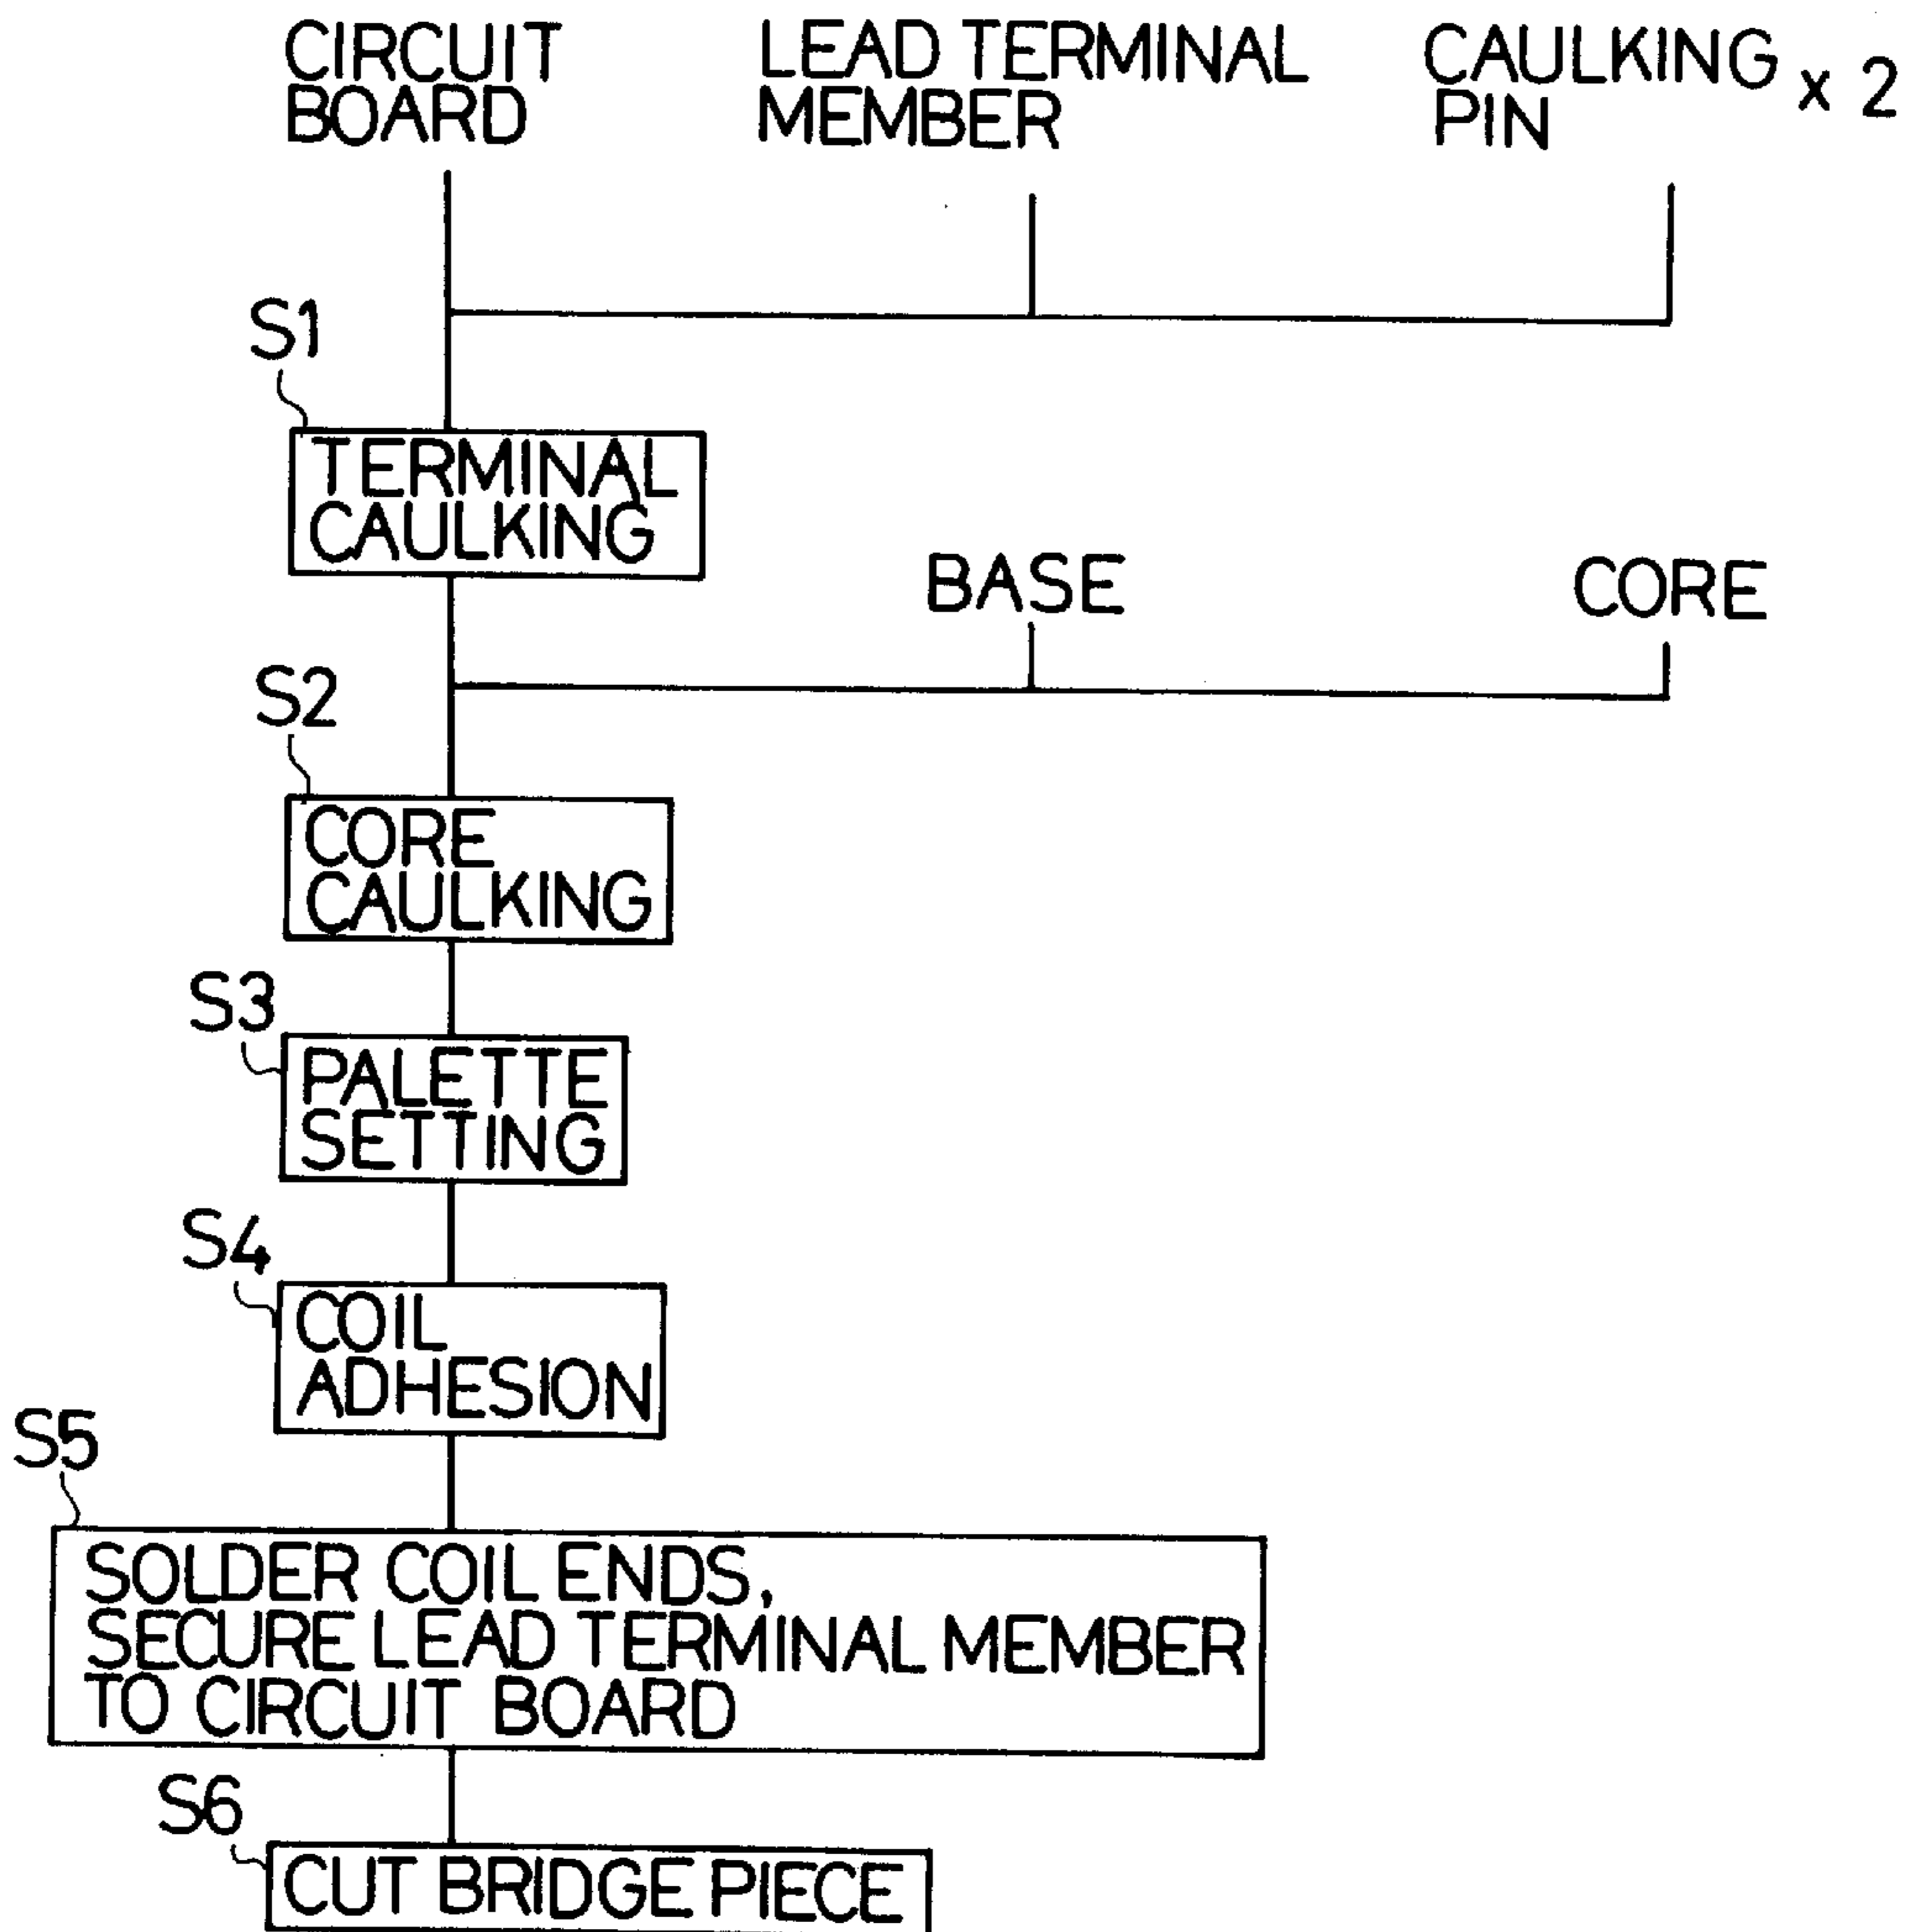 CIRCUIT
BOARD
LEAD TERMINAL
MEMBER
CAULKING
PIN
x 2
S1
TERMINAL
CAULKING
BASE
CORE
S2
CORE
CAULKING
S3
PALETTE
SETTING
S4
COIL
ADHESION
S5
SOLDER COIL ENDS,
SECURE LEAD TERMINAL MEMBER
TO CIRCUIT BOARD
S6
CUT BRIDGE PIECE